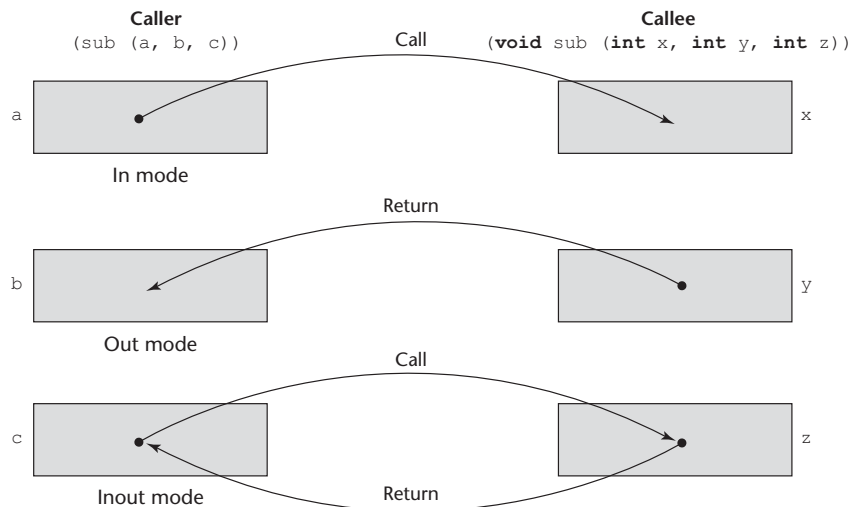 Caller
Callee
(sub (a, b, c))
Call
(void sub (int x, int y, int z))
a
x
In mode
Return
b
y
Out mode
Call
c
z
Inout mode
Return